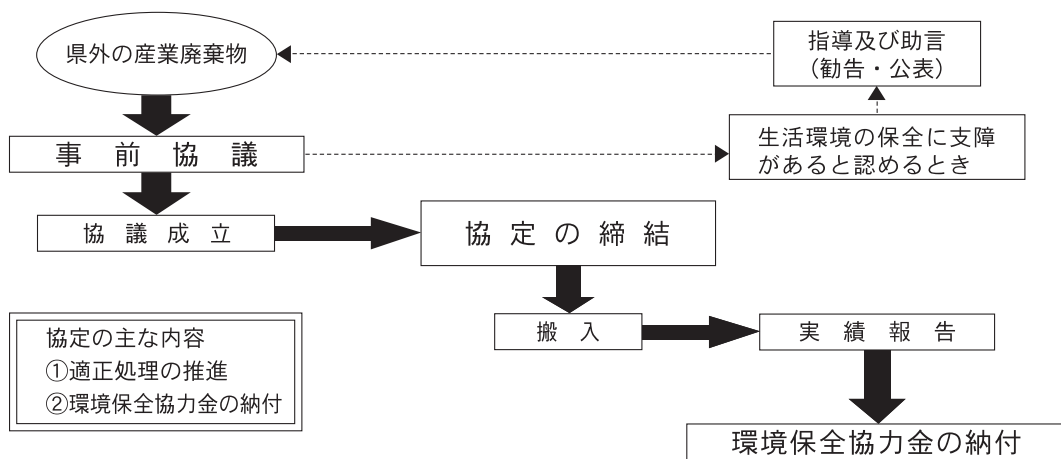 県外の産業廃棄物
指導及び助言
(勧告・公表)
事前協議
生活環境の保全に支障
があると認めるとき
協議成立
協定の締結
搬入
実績報告
協定の主な内容
①適正処理の推進
②環境保全協力金の納付
環境保全協力金の納付